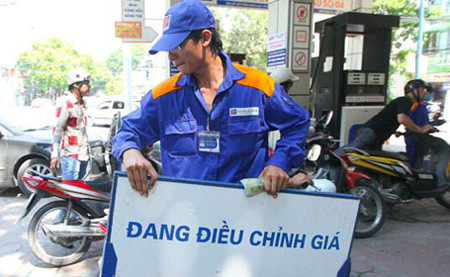 ĐANG ĐIỀU CHỈNH GIÁ